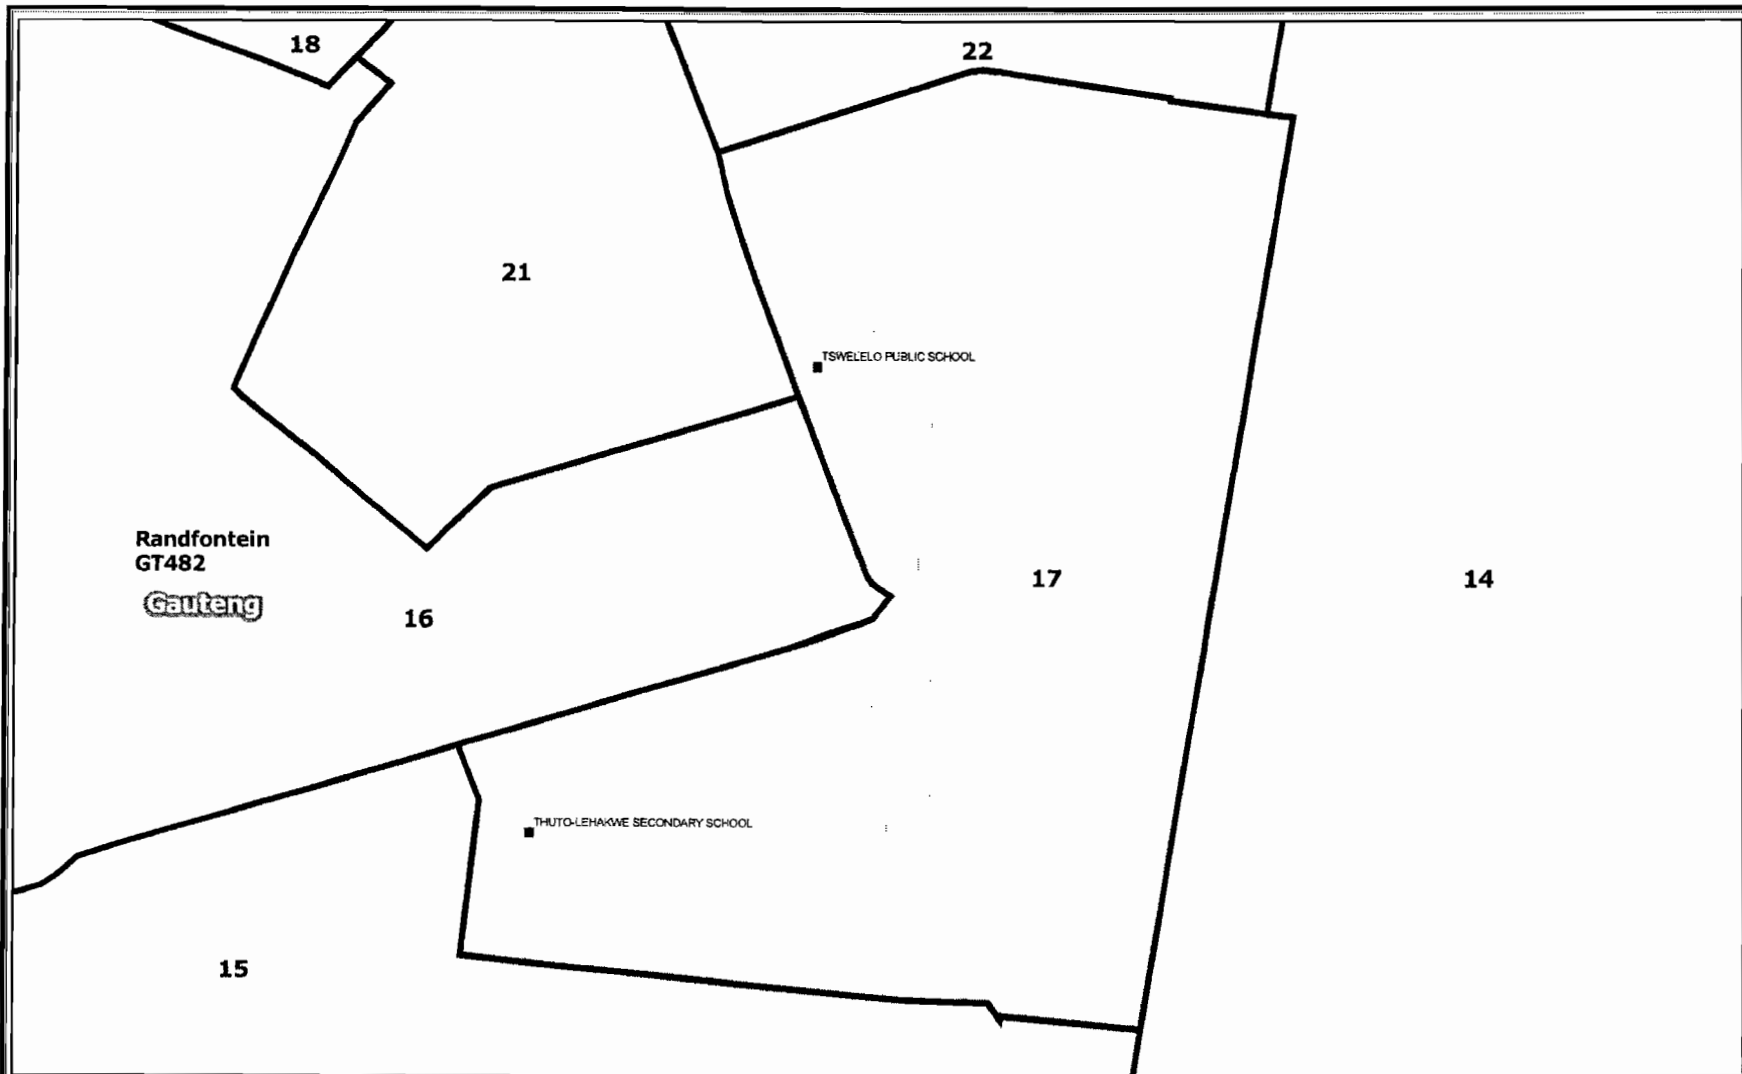 18
22
21
TSWELELO PUBLIC SCHOOL
Randfontein
GT482
Gauteng
16
17
14
THUTO-LEHAKWE SECONDARY SCHOOL
15